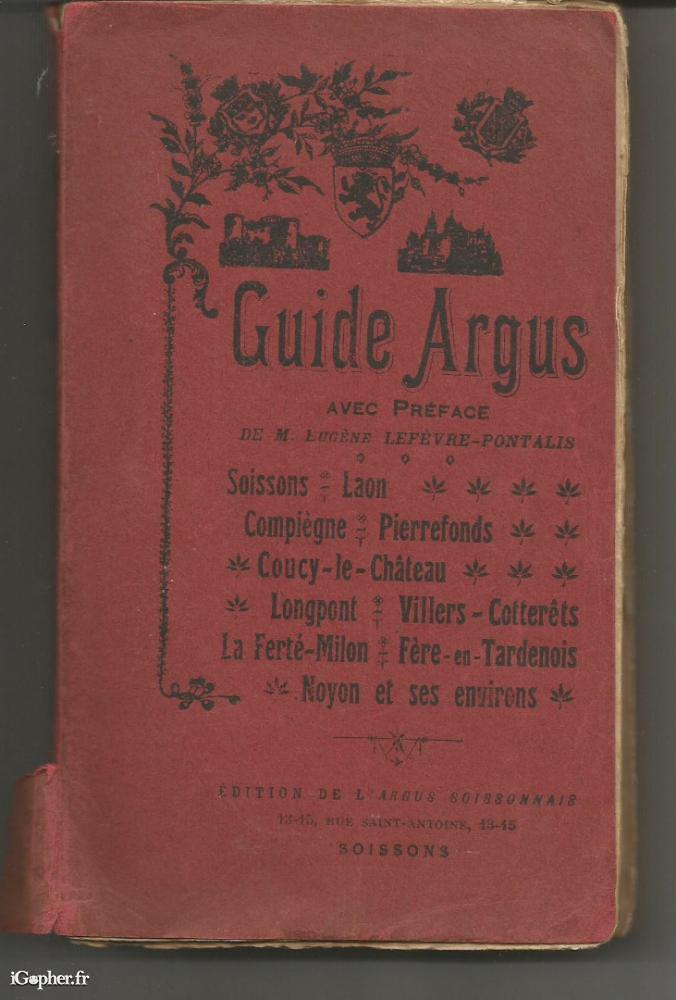 Guide Argus
AVEC PRÉFACE
DE M. EUGÈNE LEFÈVRE-PONTALIS
Soissons Laon
Compiègne Pierrefonds
Coucy-le-Château
Longpont Villers-Cotterêts
La Ferté-Milon Fère-en-Tardenois
Noyon et ses environs
ÉDITION DE L'ARGUS SOISSONNAIS
13-15, RUE SAINT-ANTOINE, 13-15
SOISSONS
iGopher.fr